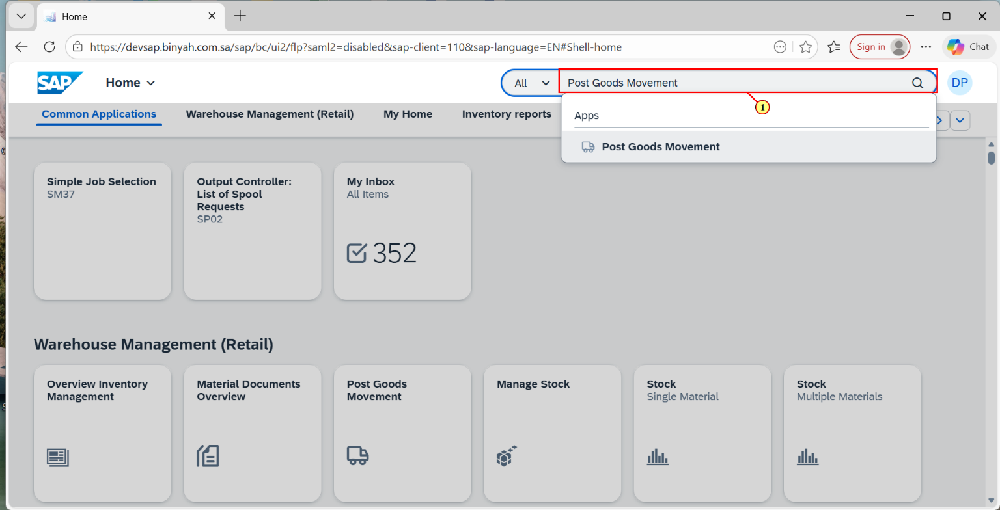 Home
https://devsap.binyah.com.sa/sap/bc/ui2/flp?saml2=disabled&sap-client=110&sap-language=EN#Shell-home
Sign in
Chat
SAP
Home
All
Post Goods Movement
DP
1
Common Applications
Warehouse Management (Retail)
My Home
Inventory reports
Apps
Post Goods Movement
Simple Job Selection
SM37
Output Controller:
List of Spool
Requests
SP02
My Inbox
All Items
352
Warehouse Management (Retail)
Overview Inventory
Management
Material Documents
Overview
Post Goods
Movement
Manage Stock
Stock
Single Material
Stock
Multiple Materials